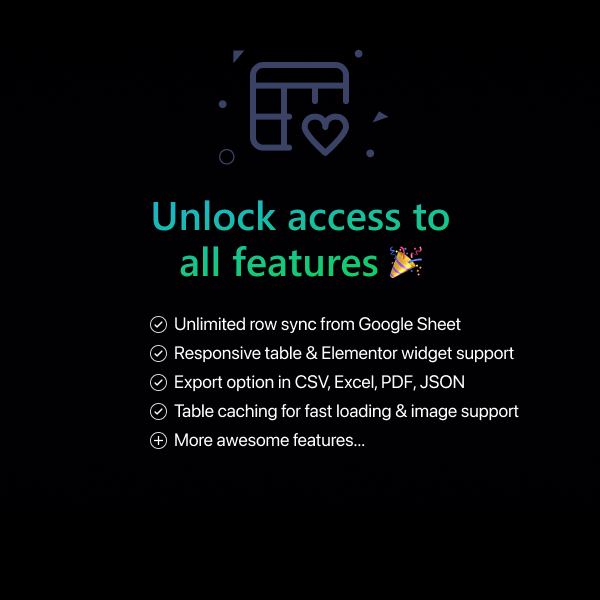 Unlock access to
all features 🎉
Unlimited row sync from Google Sheet
Responsive table & Elementor widget support
Export option in CSV, Excel, PDF, JSON
Table caching for fast loading & image support
More awesome features...